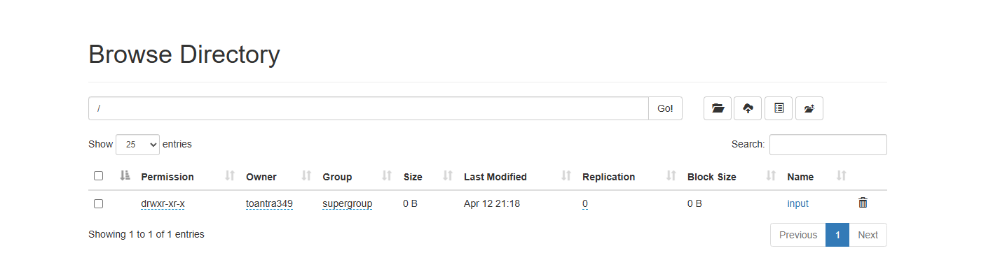 Browse Directory
/ Go!
Show 25 entries Search:
Permission Owner Group Size Last Modified Replication Block Size Name
drwxr-xr-x toantra349 supergroup 0 B Apr 12 21:18 0 0 B input
Showing 1 to 1 of 1 entries Previous 1 Next